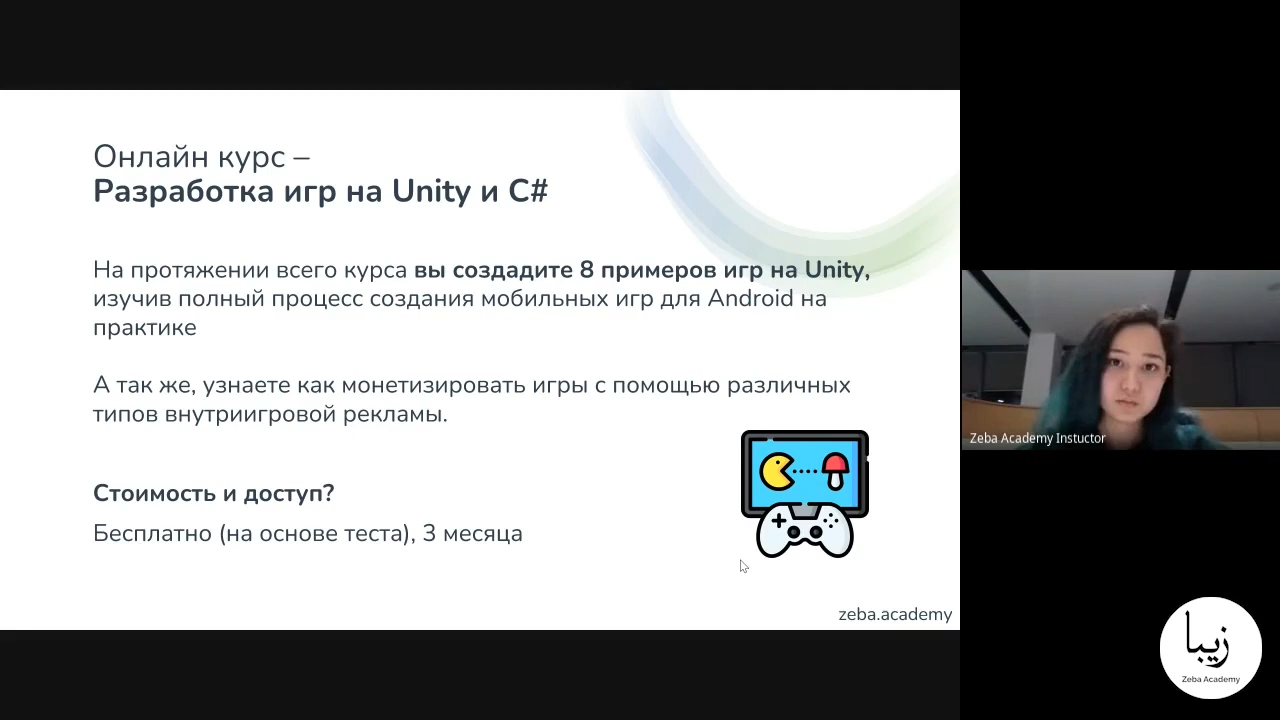 Онлайн курс –
Разработка игр на Unity и C#
На протяжении всего курса вы создадите 8 примеров игр на Unity,
изучив полный процесс создания мобильных игр для Android на
практике
А так же, узнаете как монетизировать игры с помощью различных
типов внутриигровой рекламы.
Стоимость и доступ?
Бесплатно (на основе теста), 3 месяца
zeba.academy
Zeba Academy Instuctor
زيبا
Zeba Academy